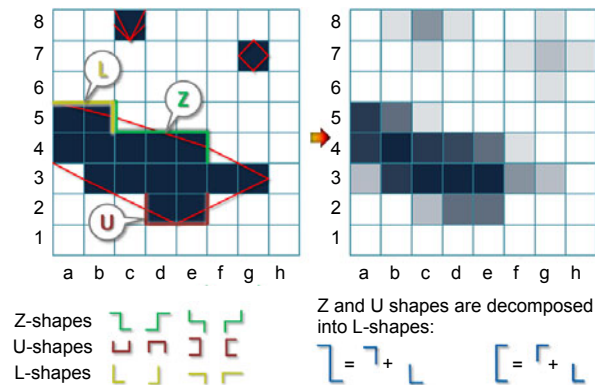 8
7
6
5
4
3
2
1
L
Z
U
a b c d e f g h
8
7
6
5
4
3
2
1
a b c d e f g h
Z-shapes
U-shapes
L-shapes
Z and U shapes are decomposed
into L-shapes:
= +
= +